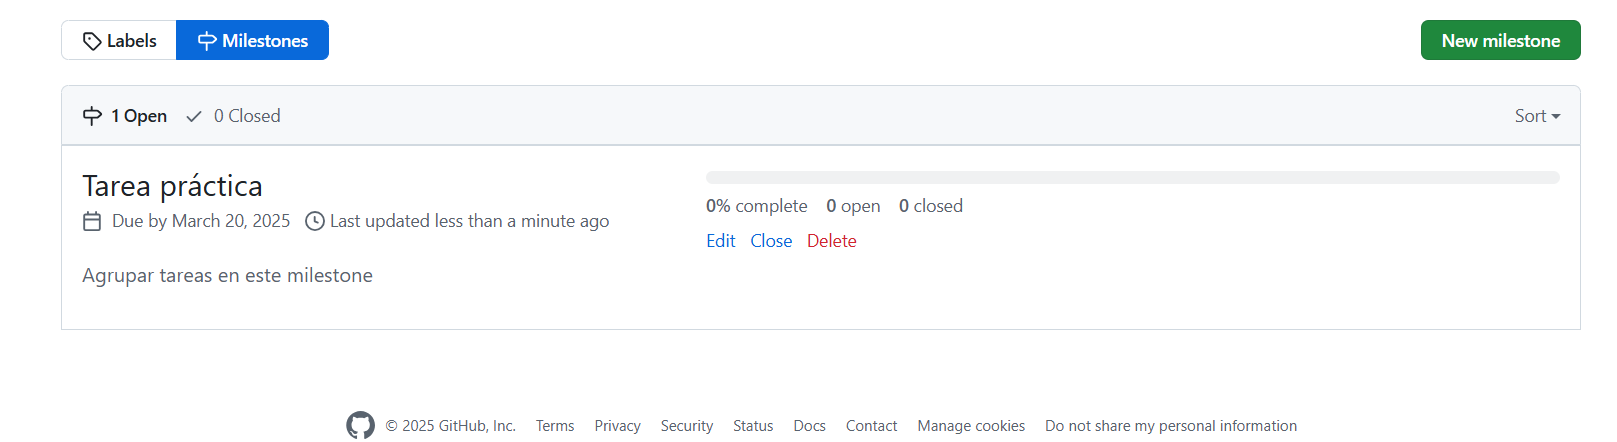 Labels Milestones New milestone
1 Open 0 Closed Sort
Tarea práctica
0% complete 0 open 0 closed
Due by March 20, 2025 Last updated less than a minute ago
Edit Close Delete
Agrupar tareas en este milestone
© 2025 GitHub, Inc. Terms Privacy Security Status Docs Contact Manage cookies Do not share my personal information